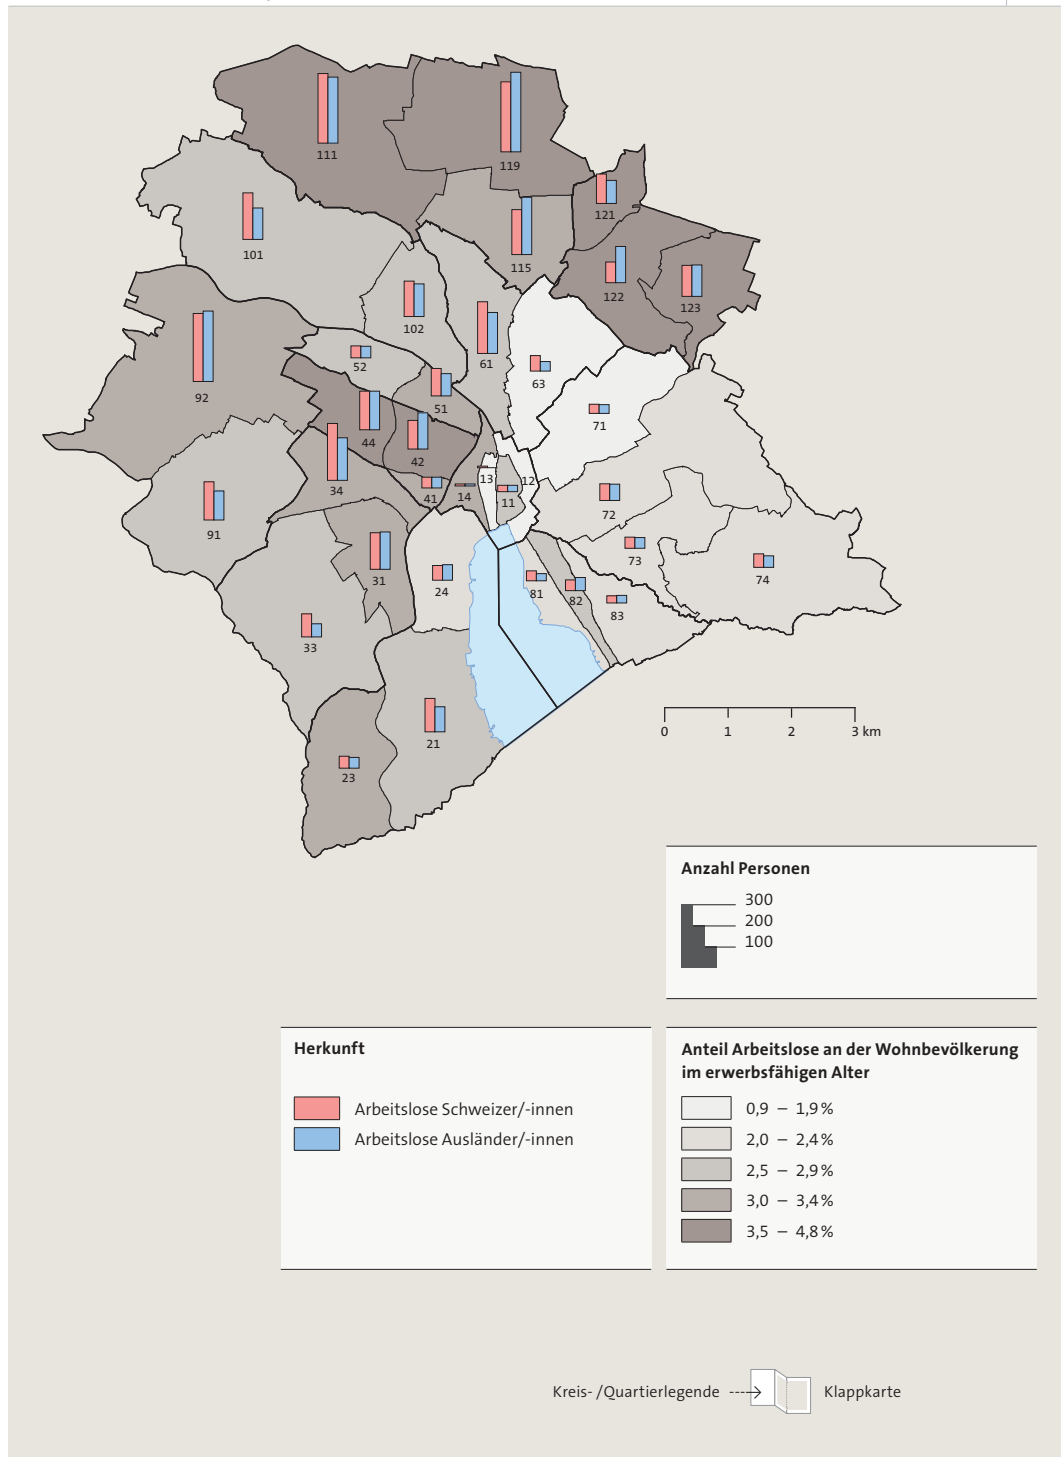 111
119
121
101
115
122
123
102
61
52
63
92
51
71
44
42
13
12
34
41
14
11
72
91
73
74
31
24
81
82
83
33
21
23
0 1 2 3 km
Anzahl Personen
300
200
100
Herkunft
Arbeitslose Schweizer/-innen
Arbeitslose Ausländer/-innen
Anteil Arbeitslose an der Wohnbevölkerung
im erwerbsfähigen Alter
0,9 – 1,9 %
2,0 – 2,4 %
2,5 – 2,9 %
3,0 – 3,4 %
3,5 – 4,8 %
Kreis- /Quartierlegende
Klappkarte